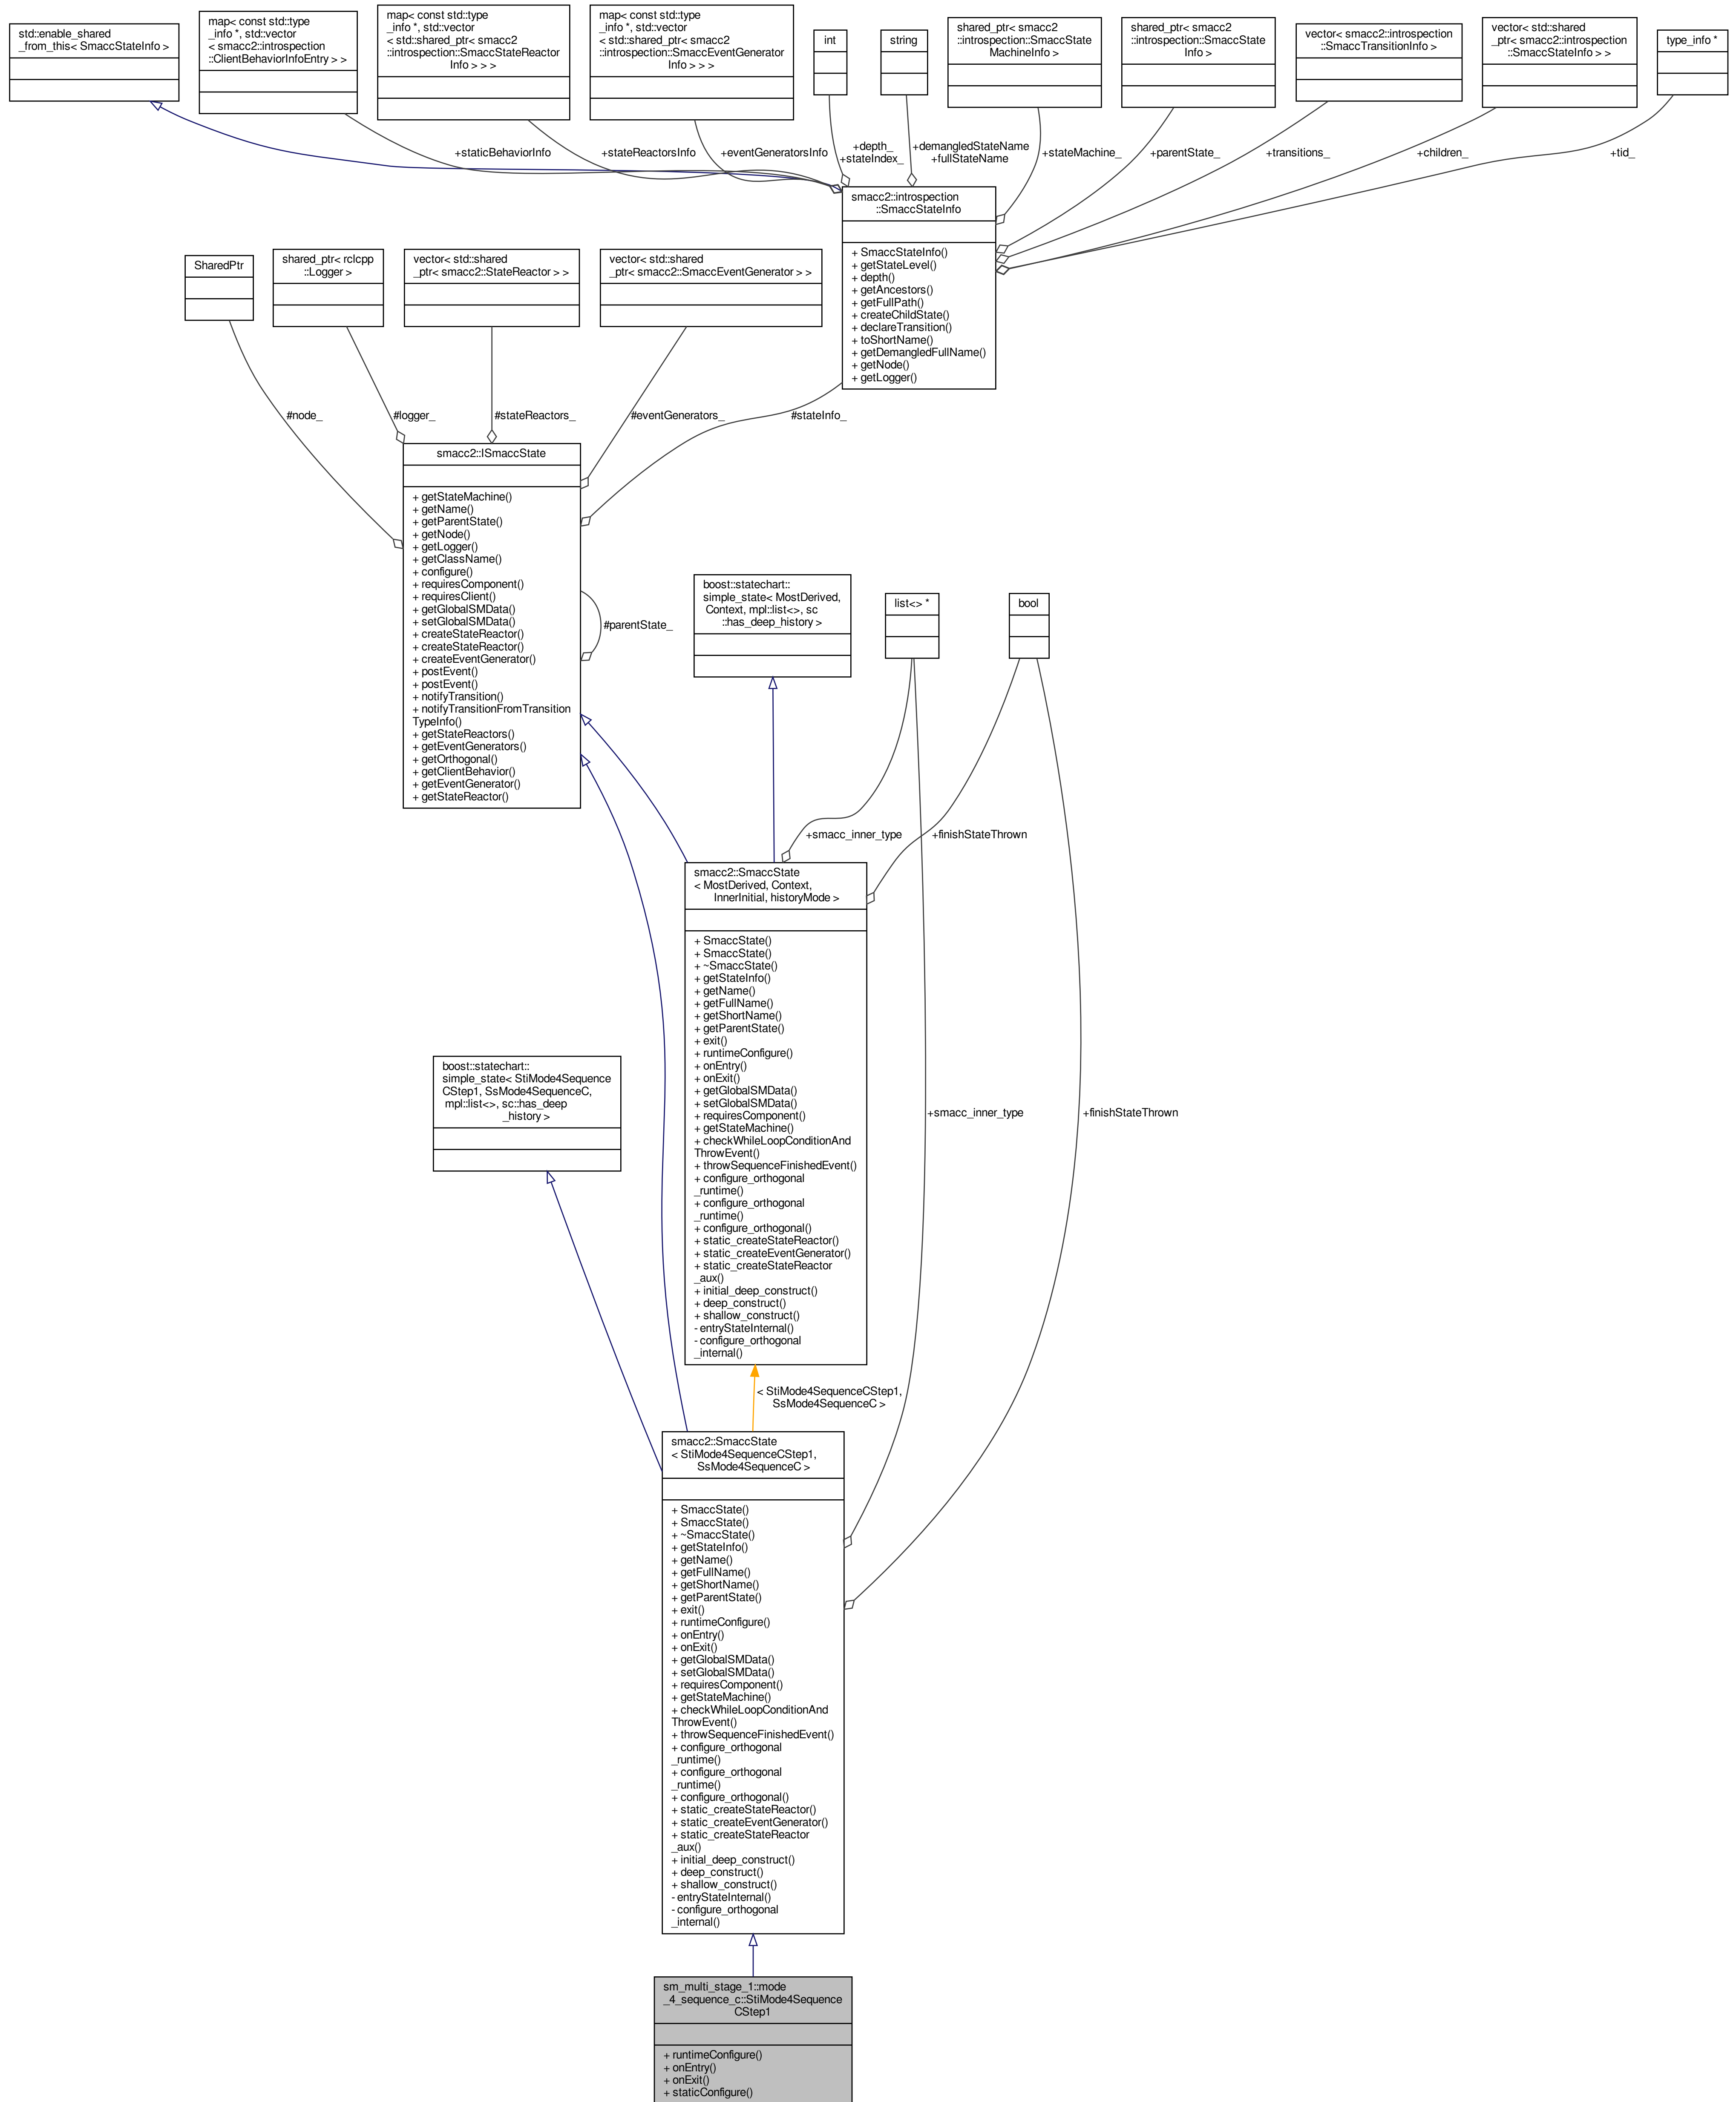 std::enable_shared
_from_this< SmaccStateInfo >
map< const std::type
_info *, std::vector
< smacc2::introspection
::ClientBehaviorInfoEntry > >
map< const std::type
_info *, std::vector
< std::shared_ptr< smacc2
::introspection::SmaccStateReactor
Info > > >
map< const std::type
_info *, std::vector
< std::shared_ptr< smacc2
::introspection::SmaccEventGenerator
Info > > >
int
string
shared_ptr< smacc2
::introspection::SmaccState
MachineInfo >
shared_ptr< smacc2
::introspection::SmaccState
Info >
vector< smacc2::introspection
::SmaccTransitionInfo >
vector< std::shared
_ptr< smacc2::introspection
::SmaccStateInfo > >
type_info *
+staticBehaviorInfo
+stateReactorsInfo
+eventGeneratorsInfo
+depth_
+stateIndex_
+demangledStateName
+fullStateName
+stateMachine_
+parentState_
+transitions_
+children_
+tid_
smacc2::introspection
::SmaccStateInfo
+ SmaccStateInfo()
+ getStateLevel()
+ depth()
+ getAncestors()
+ getFullPath()
+ createChildState()
+ declareTransition()
+ toShortName()
+ getDemangledFullName()
+ getNode()
+ getLogger()
SharedPtr
shared_ptr< rclcpp
::Logger >
vector< std::shared
_ptr< smacc2::StateReactor > >
vector< std::shared
_ptr< smacc2::SmaccEventGenerator > >
#node_
#logger_
#stateReactors_
#eventGenerators_
#stateInfo_
smacc2::ISmaccState
+ getStateMachine()
+ getName()
+ getParentState()
+ getNode()
+ getLogger()
+ getClassName()
+ configure()
+ requiresComponent()
+ requiresClient()
+ getGlobalSMData()
+ setGlobalSMData()
+ createStateReactor()
+ createStateReactor()
+ createEventGenerator()
+ postEvent()
+ postEvent()
+ notifyTransition()
+ notifyTransitionFromTransition
TypeInfo()
+ getStateReactors()
+ getEventGenerators()
+ getOrthogonal()
+ getClientBehavior()
+ getEventGenerator()
+ getStateReactor()
#parentState_
boost::statechart::
simple_state< MostDerived,
Context, mpl::list<>, sc
::has_deep_history >
list<> *
bool
+smacc_inner_type
+finishStateThrown
smacc2::SmaccState
< MostDerived, Context,
InnerInitial, historyMode >
+ SmaccState()
+ SmaccState()
+ ~SmaccState()
+ getStateInfo()
+ getName()
+ getFullName()
+ getShortName()
+ getParentState()
+ exit()
+ runtimeConfigure()
+ onEntry()
+ onExit()
+ getGlobalSMData()
+ setGlobalSMData()
+ requiresComponent()
+ getStateMachine()
+ checkWhileLoopConditionAnd
ThrowEvent()
+ throwSequenceFinishedEvent()
+ configure_orthogonal
_runtime()
+ configure_orthogonal
_runtime()
+ configure_orthogonal()
+ static_createStateReactor()
+ static_createEventGenerator()
+ static_createStateReactor
_aux()
+ initial_deep_construct()
+ deep_construct()
+ shallow_construct()
- entryStateInternal()
- configure_orthogonal
_internal()
boost::statechart::
simple_state< StiMode4Sequence
CStep1, SsMode4SequenceC,
mpl::list<>, sc::has_deep
_history >
+smacc_inner_type
+finishStateThrown
< StiMode4SequenceCStep1,
SsMode4SequenceC >
smacc2::SmaccState
< StiMode4SequenceCStep1,
SsMode4SequenceC >
+ SmaccState()
+ SmaccState()
+ ~SmaccState()
+ getStateInfo()
+ getName()
+ getFullName()
+ getShortName()
+ getParentState()
+ exit()
+ runtimeConfigure()
+ onEntry()
+ onExit()
+ getGlobalSMData()
+ setGlobalSMData()
+ requiresComponent()
+ getStateMachine()
+ checkWhileLoopConditionAnd
ThrowEvent()
+ throwSequenceFinishedEvent()
+ configure_orthogonal
_runtime()
+ configure_orthogonal
_runtime()
+ configure_orthogonal()
+ static_createStateReactor()
+ static_createEventGenerator()
+ static_createStateReactor
_aux()
+ initial_deep_construct()
+ deep_construct()
+ shallow_construct()
- entryStateInternal()
- configure_orthogonal
_internal()
sm_multi_stage_1::mode
_4_sequence_c::StiMode4Sequence
CStep1
+ runtimeConfigure()
+ onEntry()
+ onExit()
+ staticConfigure()